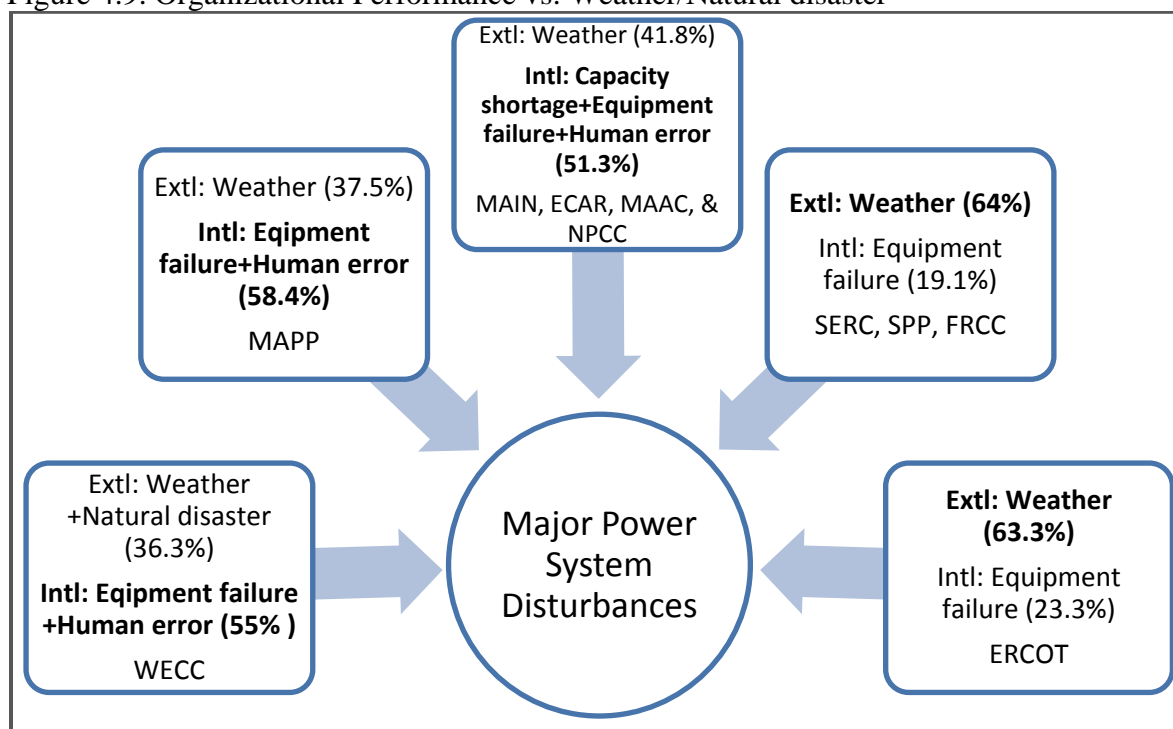 Figure 4.9. Organizational Performance vs. Weather/Natural disaster
Extl: Weather (41.8%)
Intl: Capacity
shortage+Equipment
failure+Human error
(51.3%)
MAIN, ECAR, MAAC, &
NPCC
Extl: Weather (37.5%)
Intl: Eqipment
failure+Human error
(58.4%)
MAPP
Extl: Weather (64%)
Intl: Equipment
failure (19.1%)
SERC, SPP, FRCC
Extl: Weather
+Natural disaster
(36.3%)
Intl: Eqipment failure
+Human error (55% )
WECC
Major Power
System
Disturbances
Extl: Weather
(63.3%)
Intl: Equipment
failure (23.3%)
ERCOT